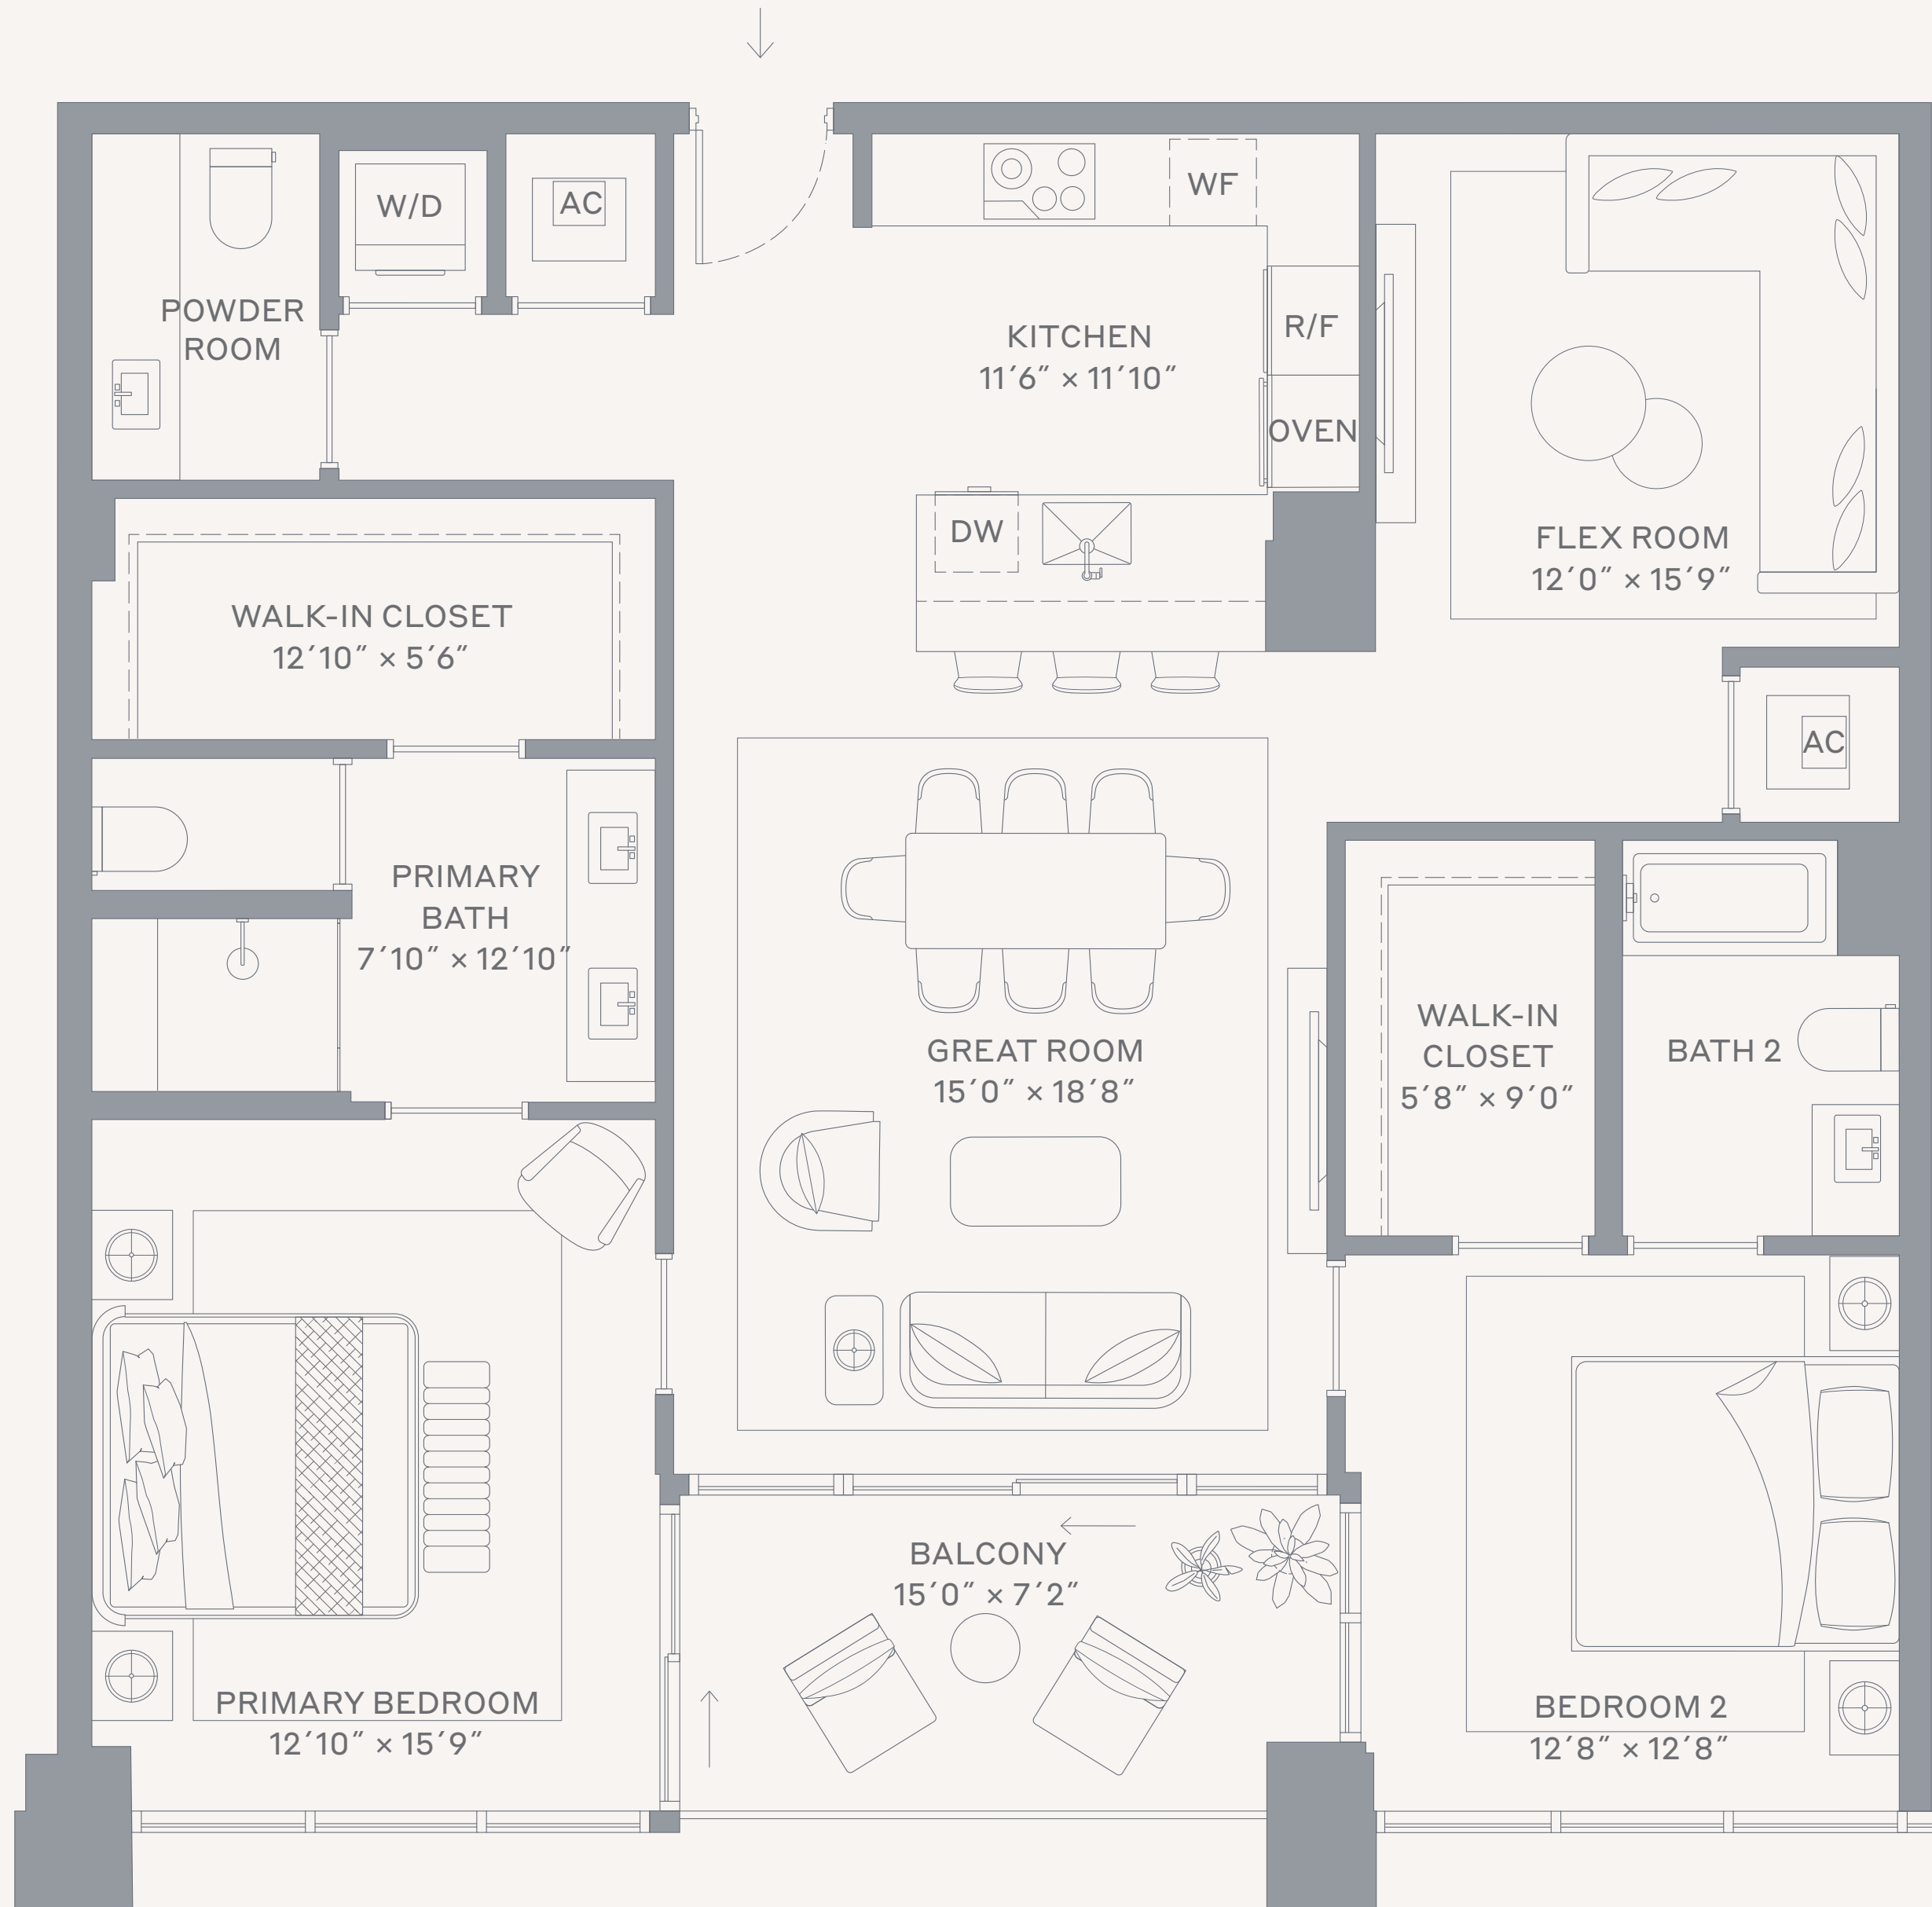 W/D
AC
WF
POWDER
ROOM
KITCHEN
11′6″ × 11′10″
R/F
OVEN
DW
FLEX ROOM
12′0″ × 15′9″
WALK-IN CLOSET
12′10″ × 5′6″
AC
PRIMARY
BATH
7′10″ × 12′10″
GREAT ROOM
15′0″ × 18′8″
WALK-IN
CLOSET
5′8″ × 9′0″
BATH 2
BALCONY
15′0″ × 7′2″
PRIMARY BEDROOM
12′10″ × 15′9″
BEDROOM 2
12′8″ × 12′8″